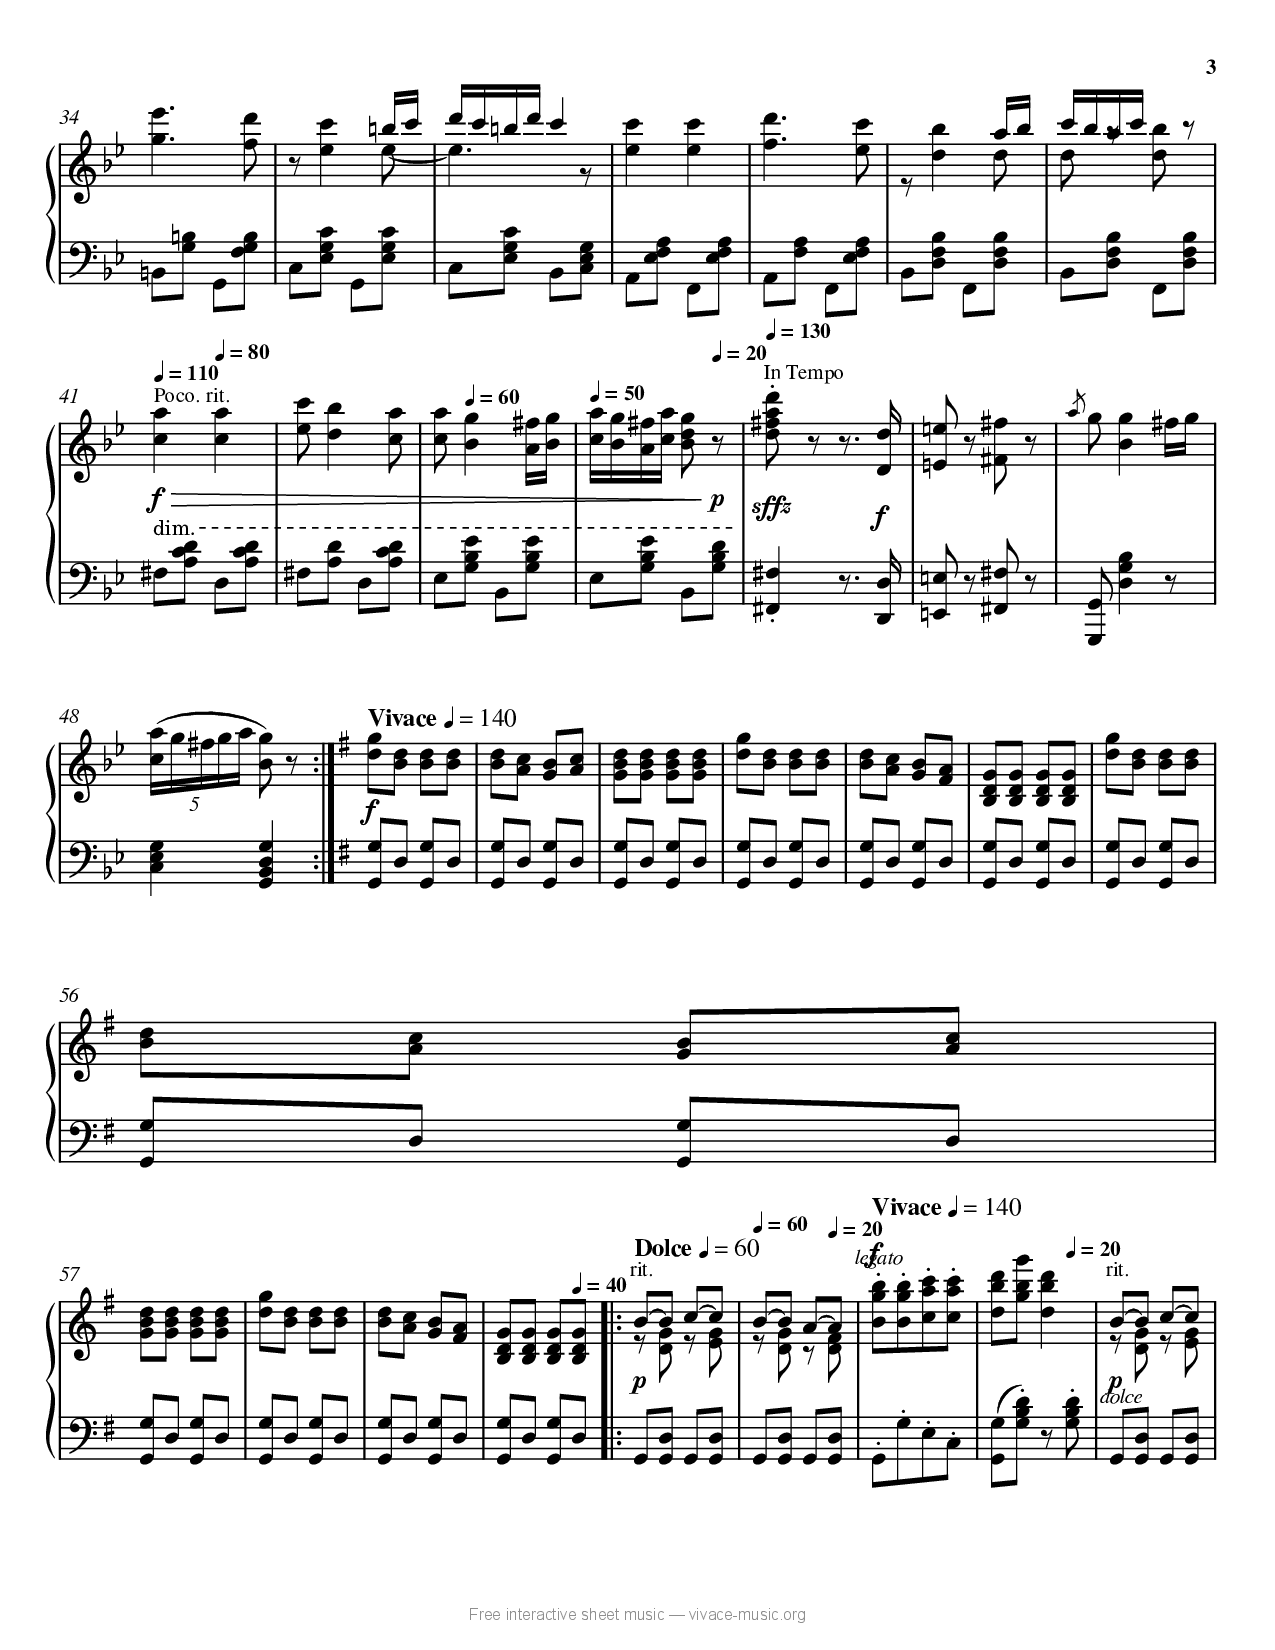 3
34
41
♩ = 110
♩ = 80
♩ = 60
♩ = 50
♩ = 20
♩ = 130
Poco. rit.
In Tempo
f
p
sffz
f
dim.
48
Vivace ♩ = 140
5
f
56
57
♩ = 40
Dolce ♩ = 60
rit.
♩ = 60
♩ = 20
Vivace ♩ = 140
f
legato
♩ = 20
rit.
p
p
dolce
Free interactive sheet music — vivace-music.org